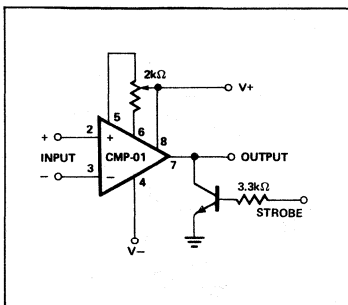 2kΩ
V+
5
6
8
+
2
+
CMP-01
7
OUTPUT
INPUT
−
3
−
4
3.3kΩ
STROBE
V−